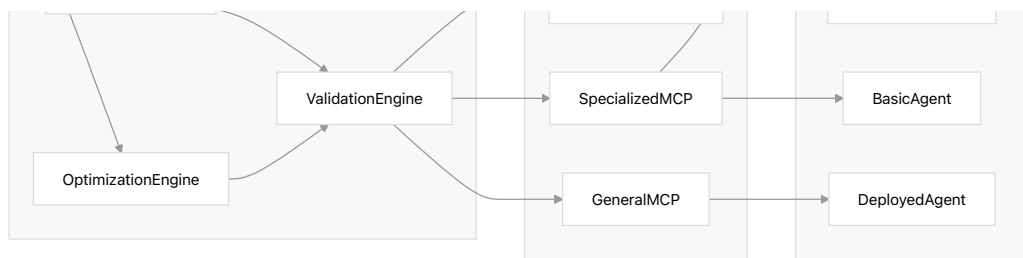 ValidationEngine
SpecializedMCP
BasicAgent
OptimizationEngine
GeneralMCP
DeployedAgent